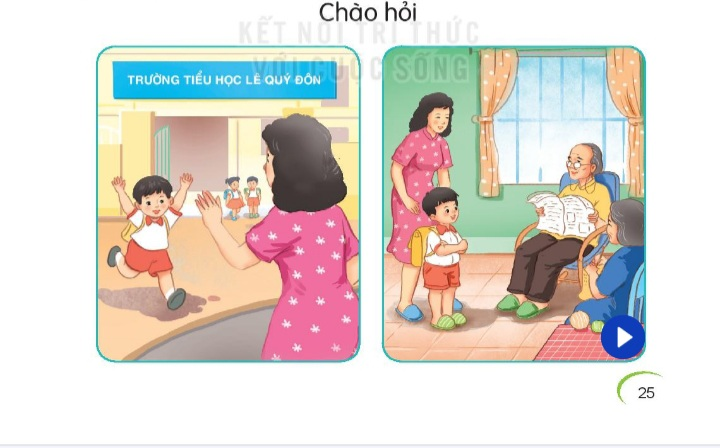 Chào hỏi
KẾT NỐI TRI THỨC
VỚI CUỘC SỐNG
TRƯỜNG TIỂU HỌC LÊ QUÝ ĐÔN
25